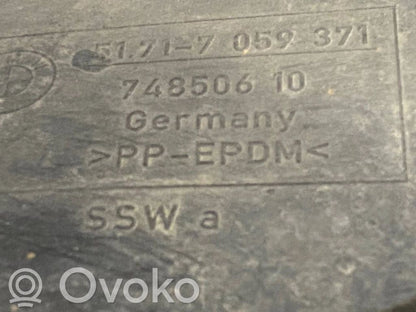 51.71-7 059 371
748506 10
Germany
>PP-EPDM<
SSW a
Ovoko